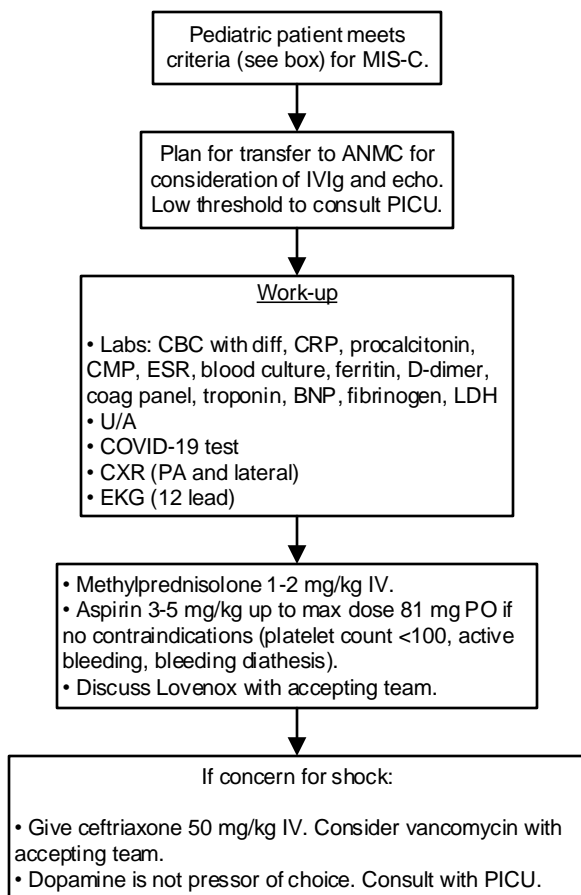 Pediatric patient meets
criteria (see box) for MIS-C.
Plan for transfer to ANMC for
consideration of IVIg and echo.
Low threshold to consult PICU.
Work-up
• Labs: CBC with diff, CRP, procalcitonin,
CMP, ESR, blood culture, ferritin, D-dimer,
coag panel, troponin, BNP, fibrinogen, LDH
• U/A
• COVID-19 test
• CXR (PA and lateral)
• EKG (12 lead)
• Methylprednisolone 1-2 mg/kg IV.
• Aspirin 3-5 mg/kg up to max dose 81 mg PO if
no contraindications (platelet count <100, active
bleeding, bleeding diathesis).
• Discuss Lovenox with accepting team.
If concern for shock:
• Give ceftriaxone 50 mg/kg IV. Consider vancomycin with
accepting team.
• Dopamine is not pressor of choice. Consult with PICU.